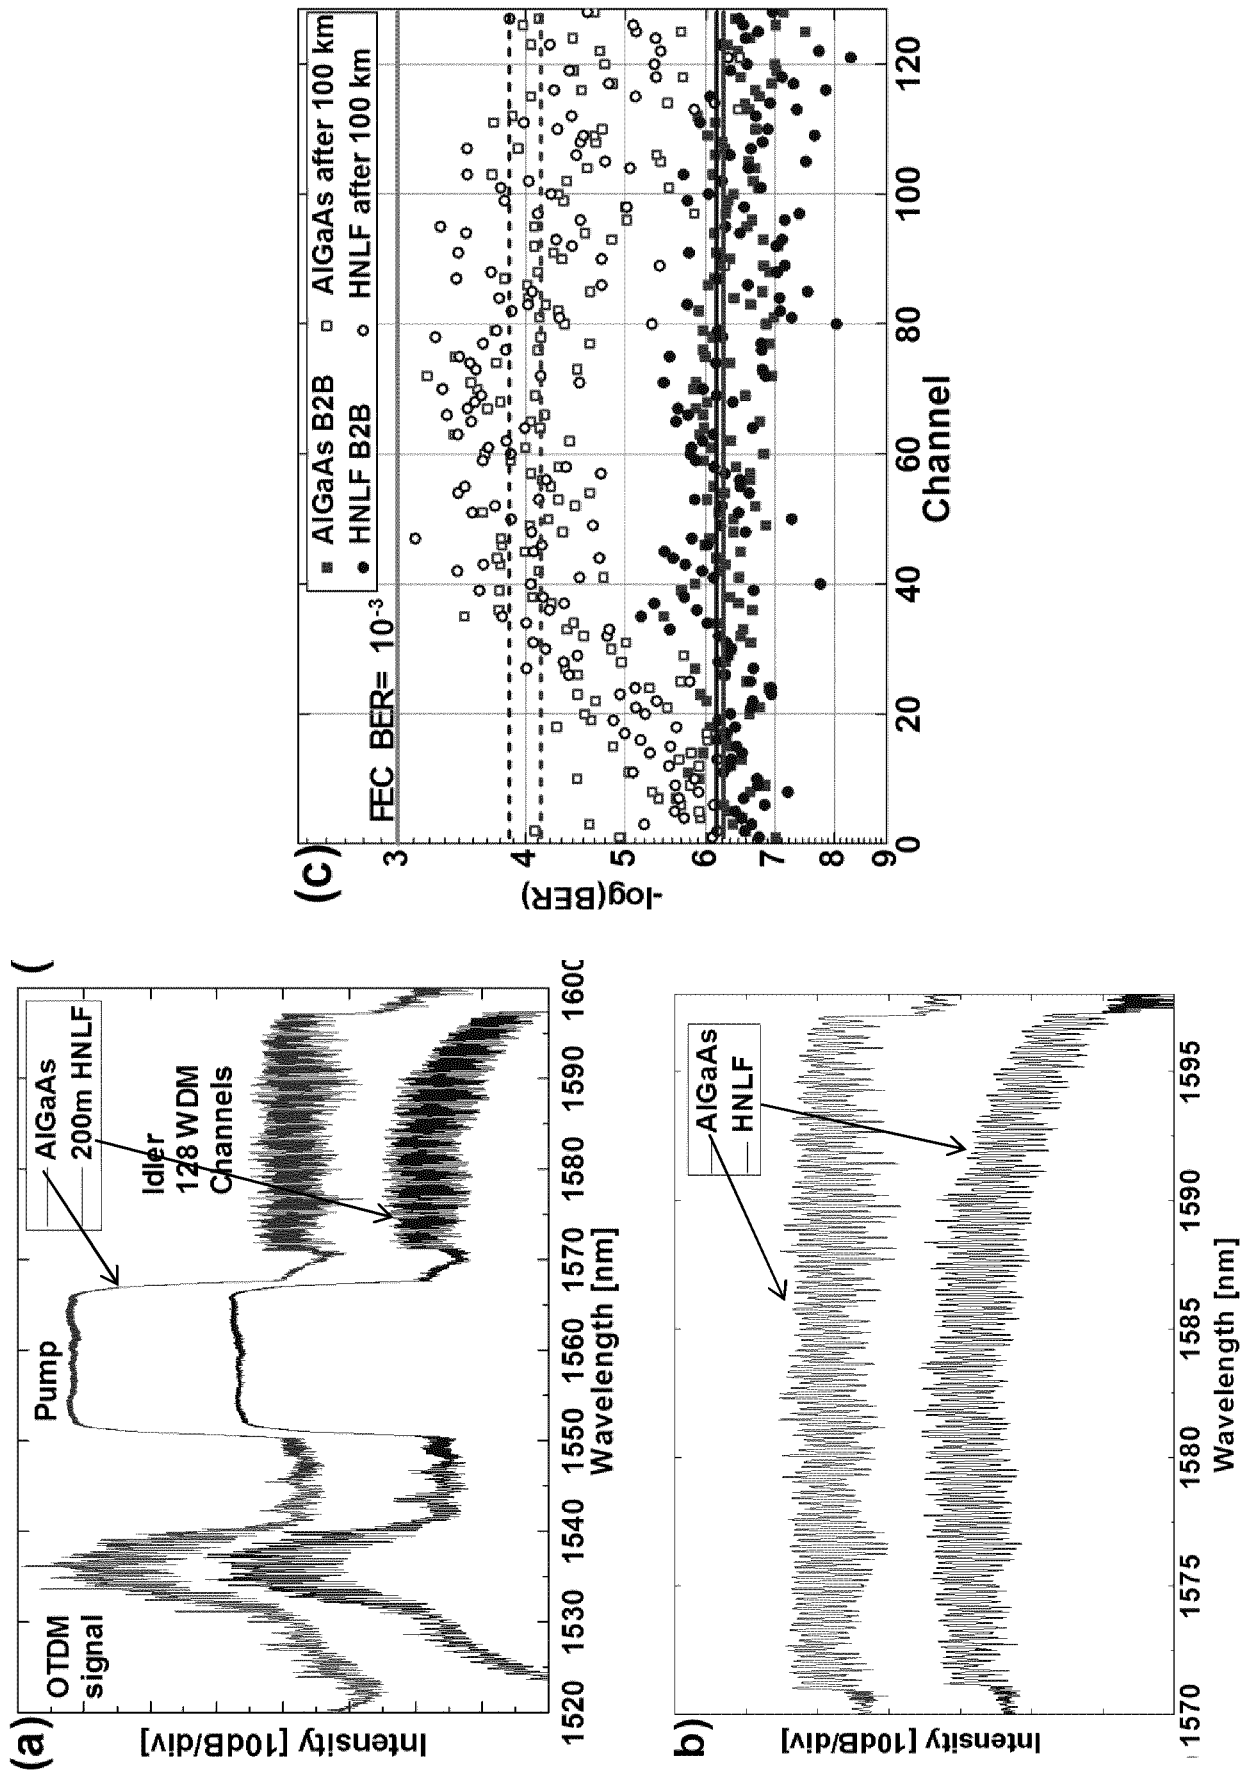 (a)
(
OTDM
signal
Pump
AlGaAs
200m HNLF
Idler
128 WDM
Channels
Intensity [10dB/div]
1520 1530 1540 1550 1560 1570 1580 1590 1600
Wavelength [nm]
b)
AlGaAs
HNLF
Intensity [10dB/div]
1570 1575 1580 1585 1590 1595
Wavelength [nm]
(c)
FEC BER= 10⁻³
AlGaAs B2B
AlGaAs after 100 km
HNLF B2B
HNLF after 100 km
-log(BER)
3
4
5
6
7
8
9
0 20 40 60 80 100 120
Channel